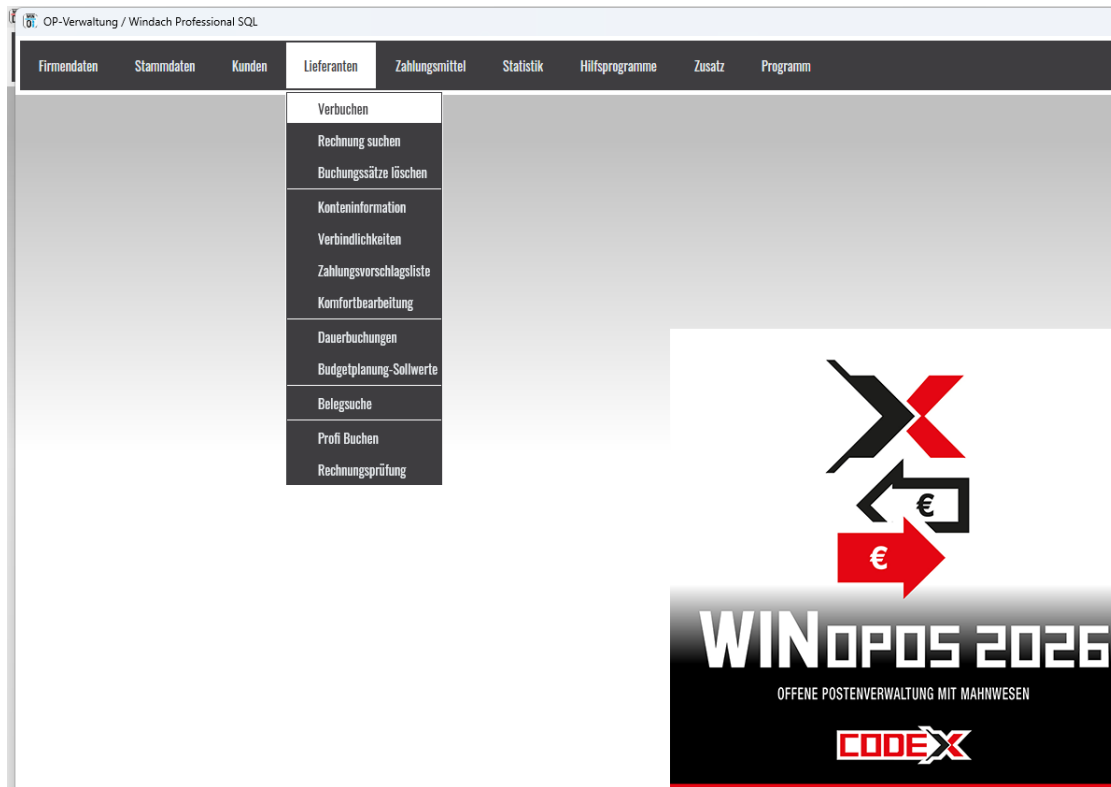 OP-Verwaltung / Windach Professional SQL
Firmendaten Stammdaten Kunden Lieferanten Zahlungsmittel Statistik Hilfsprogramme Zusatz Programm
Verbuchen
Rechnung suchen
Buchungssätze löschen
Konteninformation
Verbindlichkeiten
Zahlungsvorschlagsliste
Komfortbearbeitung
Dauerbuchungen
Budgetplanung-Sollwerte
Belegsuche
Profi Buchen
Rechnungsprüfung
€
€
WINOPOS 2026
OFFENE POSTENVERWALTUNG MIT MAHNWESEN
CODEX